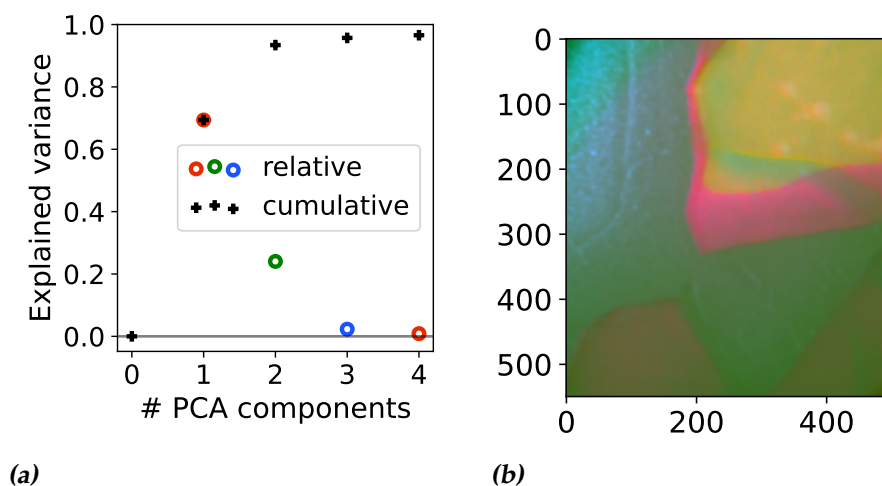 1.0
0.8
0.6
0.4
0.2
0.0
Explained variance
relative
cumulative
0 1 2 3 4
# PCA components
(a)
0
100
200
300
400
500
0 200 400
(b)